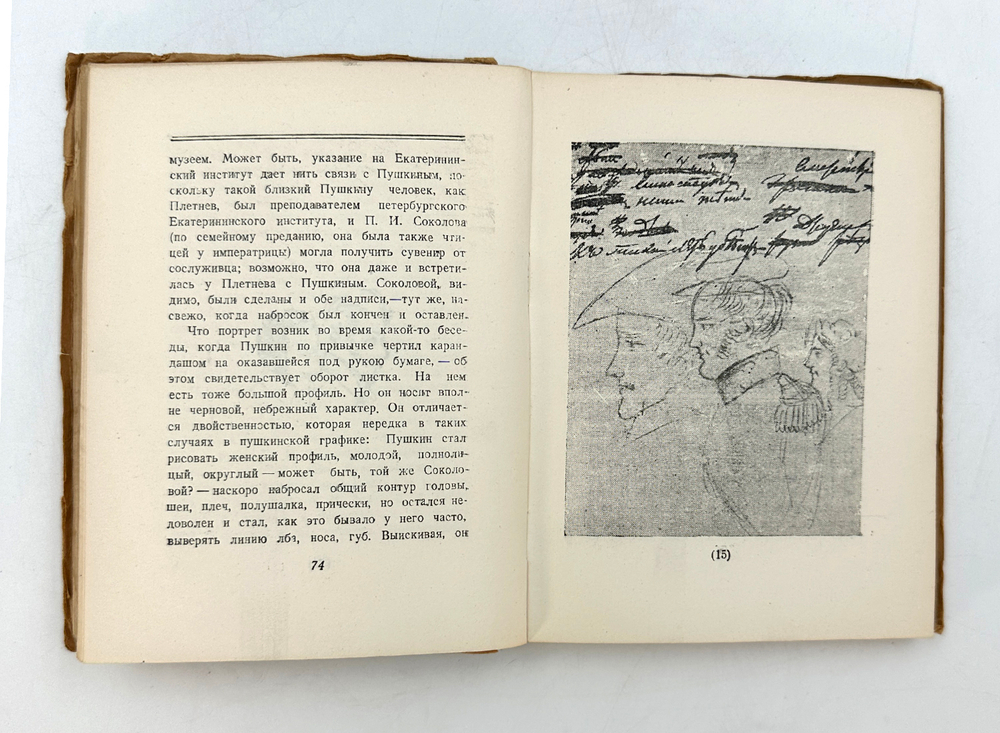 музеем. Может быть, указание на Екатеринин-
ский институт дает нить связи с Пушкиным, по-
скольку такой близкий Пушкину человек, как
Плетнев, был преподавателем петербургского
Екатерининского института, и П. И. Соколова
(по семейному преданию, она была также чти-
цей у императрицы) могла получить сувенир от
сослуживца; возможно, что она даже и встрети-
лась у Плетнева с Пушкиным. Соколовой, ви-
димо, были сделаны и обе надписи,—тут же, на-
свежо, когда набросок был кончен и оставлен.
Что портрет возник во время какой-то бесе-
ды, когда Пушкин по привычке чертил каран-
дашом на оказавшейся под рукою бумаге, — об
этом свидетельствует оборот листка. На нем
есть тоже большой профиль. Но он носит впол-
не черновой, небрежный характер. Он отличает-
ся двойственностью, которая нередка в таких
случаях в пушкинской графике: Пушкин стал
рисовать женский профиль, молодой, полноли-
цый, округлый — может быть, той же Соколо-
вой? — наскоро набросал общий контур головы,
шеи, плеч, полушалка, прически, но остался не-
доволен и стал, как это бывало у него часто,
выверять линию лба, носа, губ. Выискивая, он
74
(15)